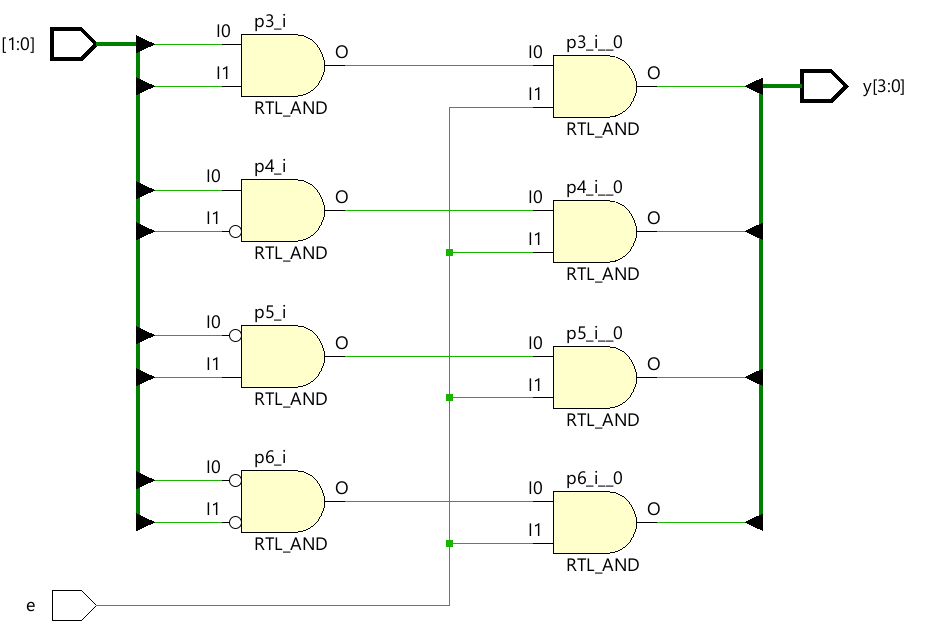 p3_i
p3_i__0
[1:0]
I0
O
I0
I1
O
I1
y[3:0]
RTL_AND
RTL_AND
p4_i
p4_i__0
I0
O
I0
I1
O
I1
RTL_AND
RTL_AND
p5_i
p5_i__0
I0
O
I0
I1
O
I1
RTL_AND
RTL_AND
p6_i
p6_i__0
I0
O
I0
I1
O
I1
RTL_AND
RTL_AND
e